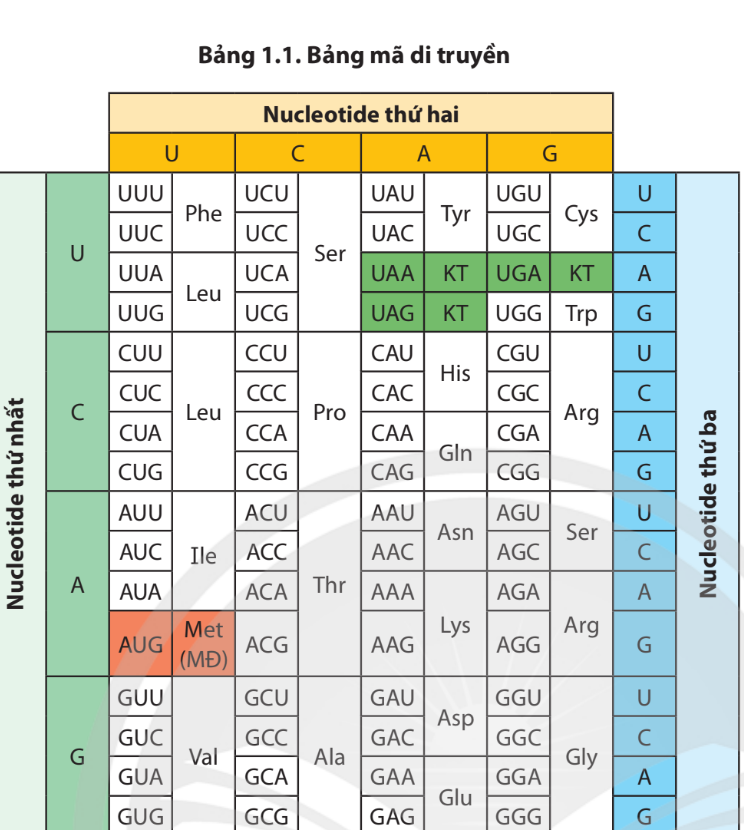 Bảng 1.1. Bảng mã di truyền
Nucleotide thứ hai
U C A G
Nucleotide thứ nhất
Nucleotide thứ ba
U
UUU Phe UCU Ser UAU Tyr UGU Cys U
UUC UCC UAC UGC C
UUA Leu UCA UAA KT UGA KT A
UUG UCG UAG KT UGG Trp G
C
CUU Leu CCU Pro CAU His CGU Arg U
CUC CCC CAC CGC C
CUA CCA CAA Gln CGA A
CUG CCG CAG CGG G
A
AUU Ile ACU Thr AAU Asn AGU Ser U
AUC ACC AAC AGC C
AUA ACA AAA Lys AGA Arg A
AUG Met (MĐ) ACG AAG AGG G
G
GUU Val GCU Ala GAU Asp GGU Gly U
GUC GCC GAC GGC C
GUA GCA GAA Glu GGA A
GUG GCG GAG GGG G